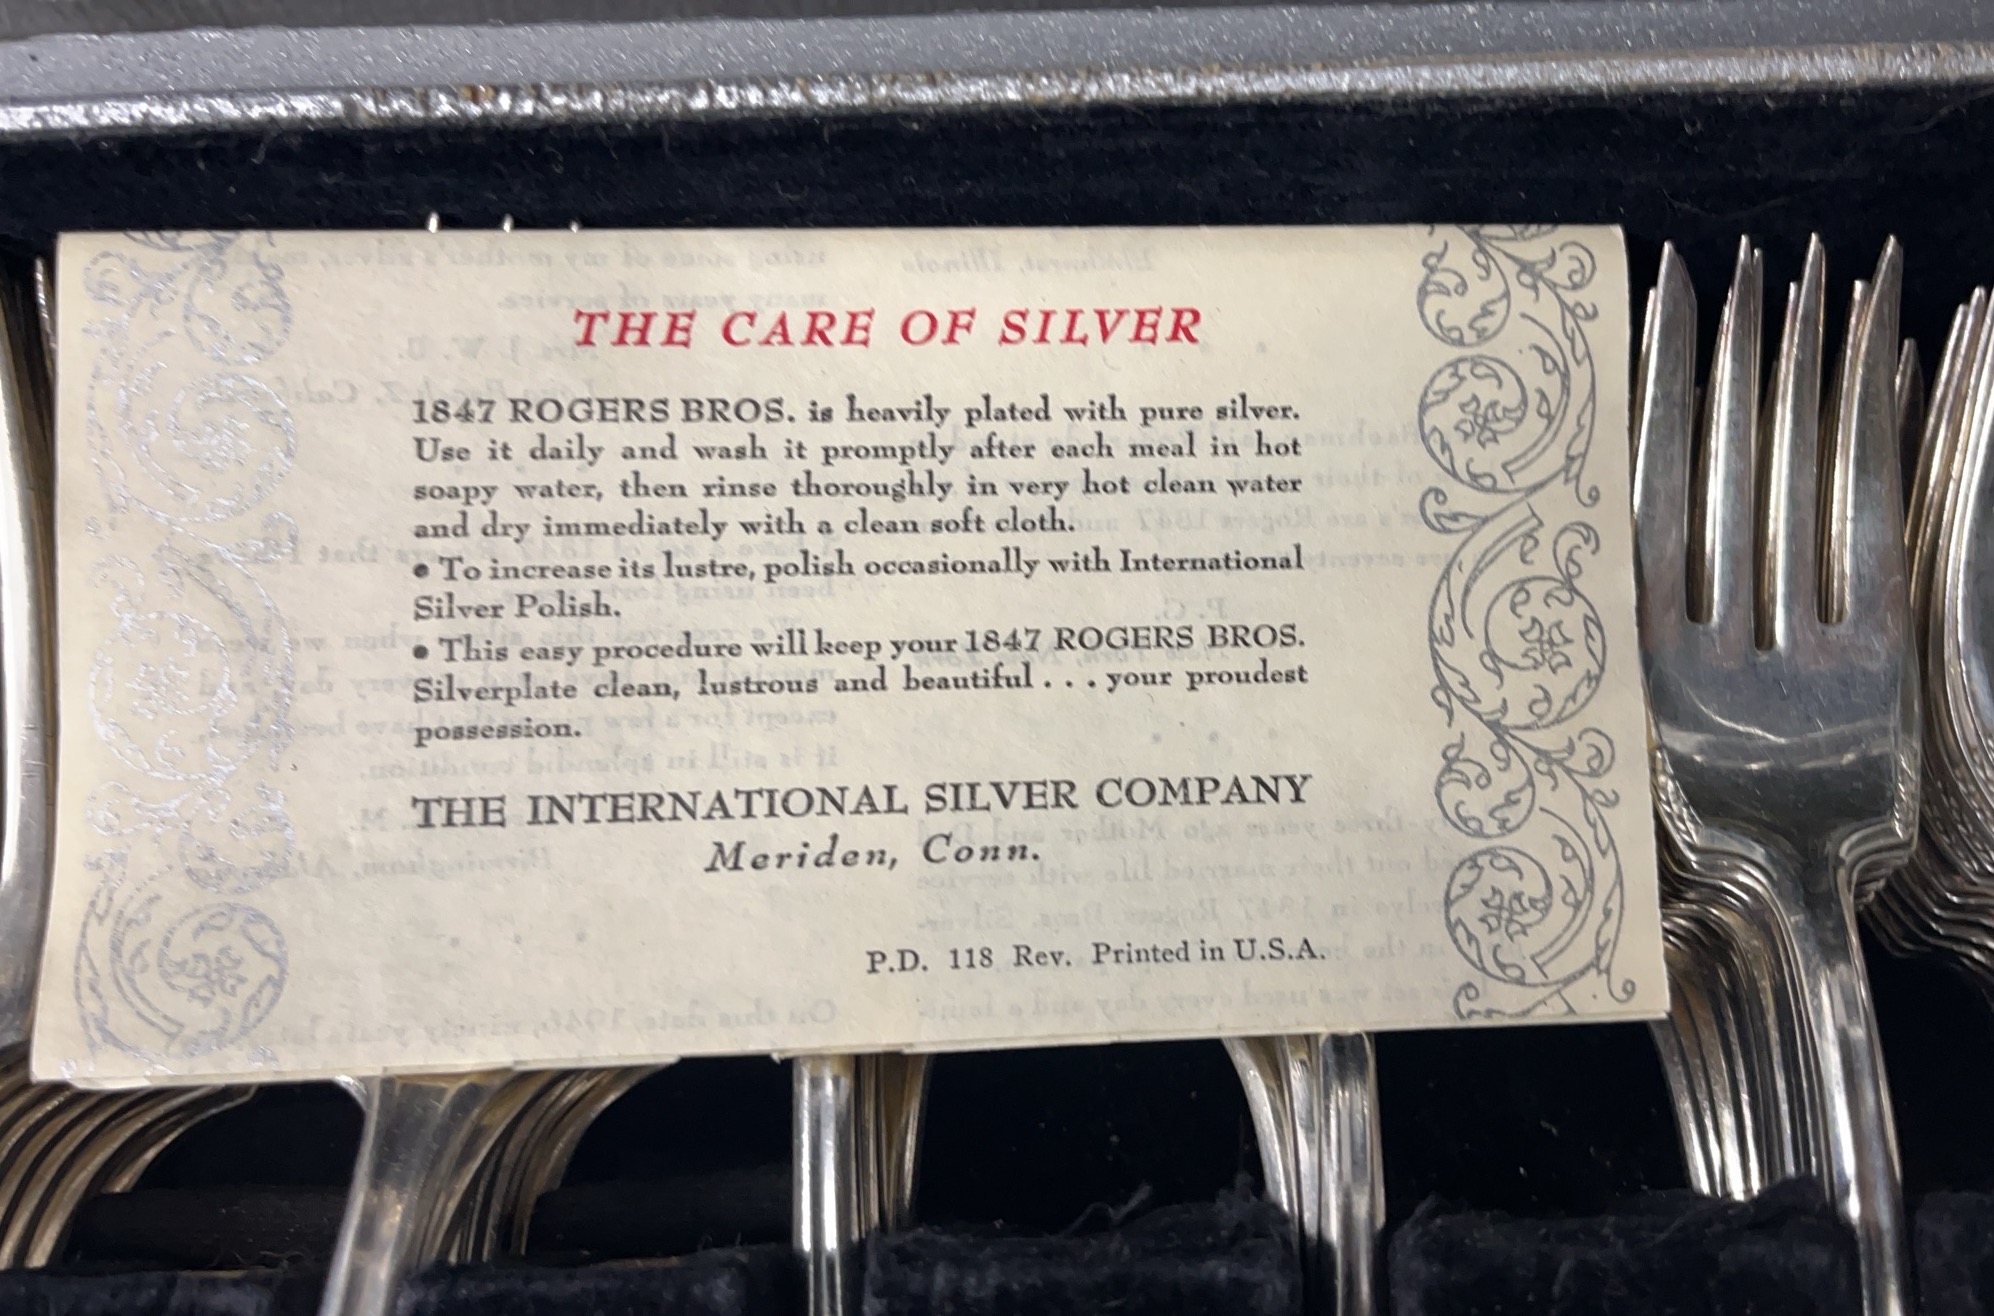 THE CARE OF SILVER
1847 ROGERS BROS. is heavily plated with pure silver.
Use it daily and wash it promptly after each meal in hot
soapy water, then rinse thoroughly in very hot clean water
and dry immediately with a clean soft cloth.
• To increase its lustre, polish occasionally with International
Silver Polish.
• This easy procedure will keep your 1847 ROGERS BROS.
Silverplate clean, lustrous and beautiful . . . your proudest
possession.
THE INTERNATIONAL SILVER COMPANY
Meriden, Conn.
P.D. 118 Rev. Printed in U.S.A.